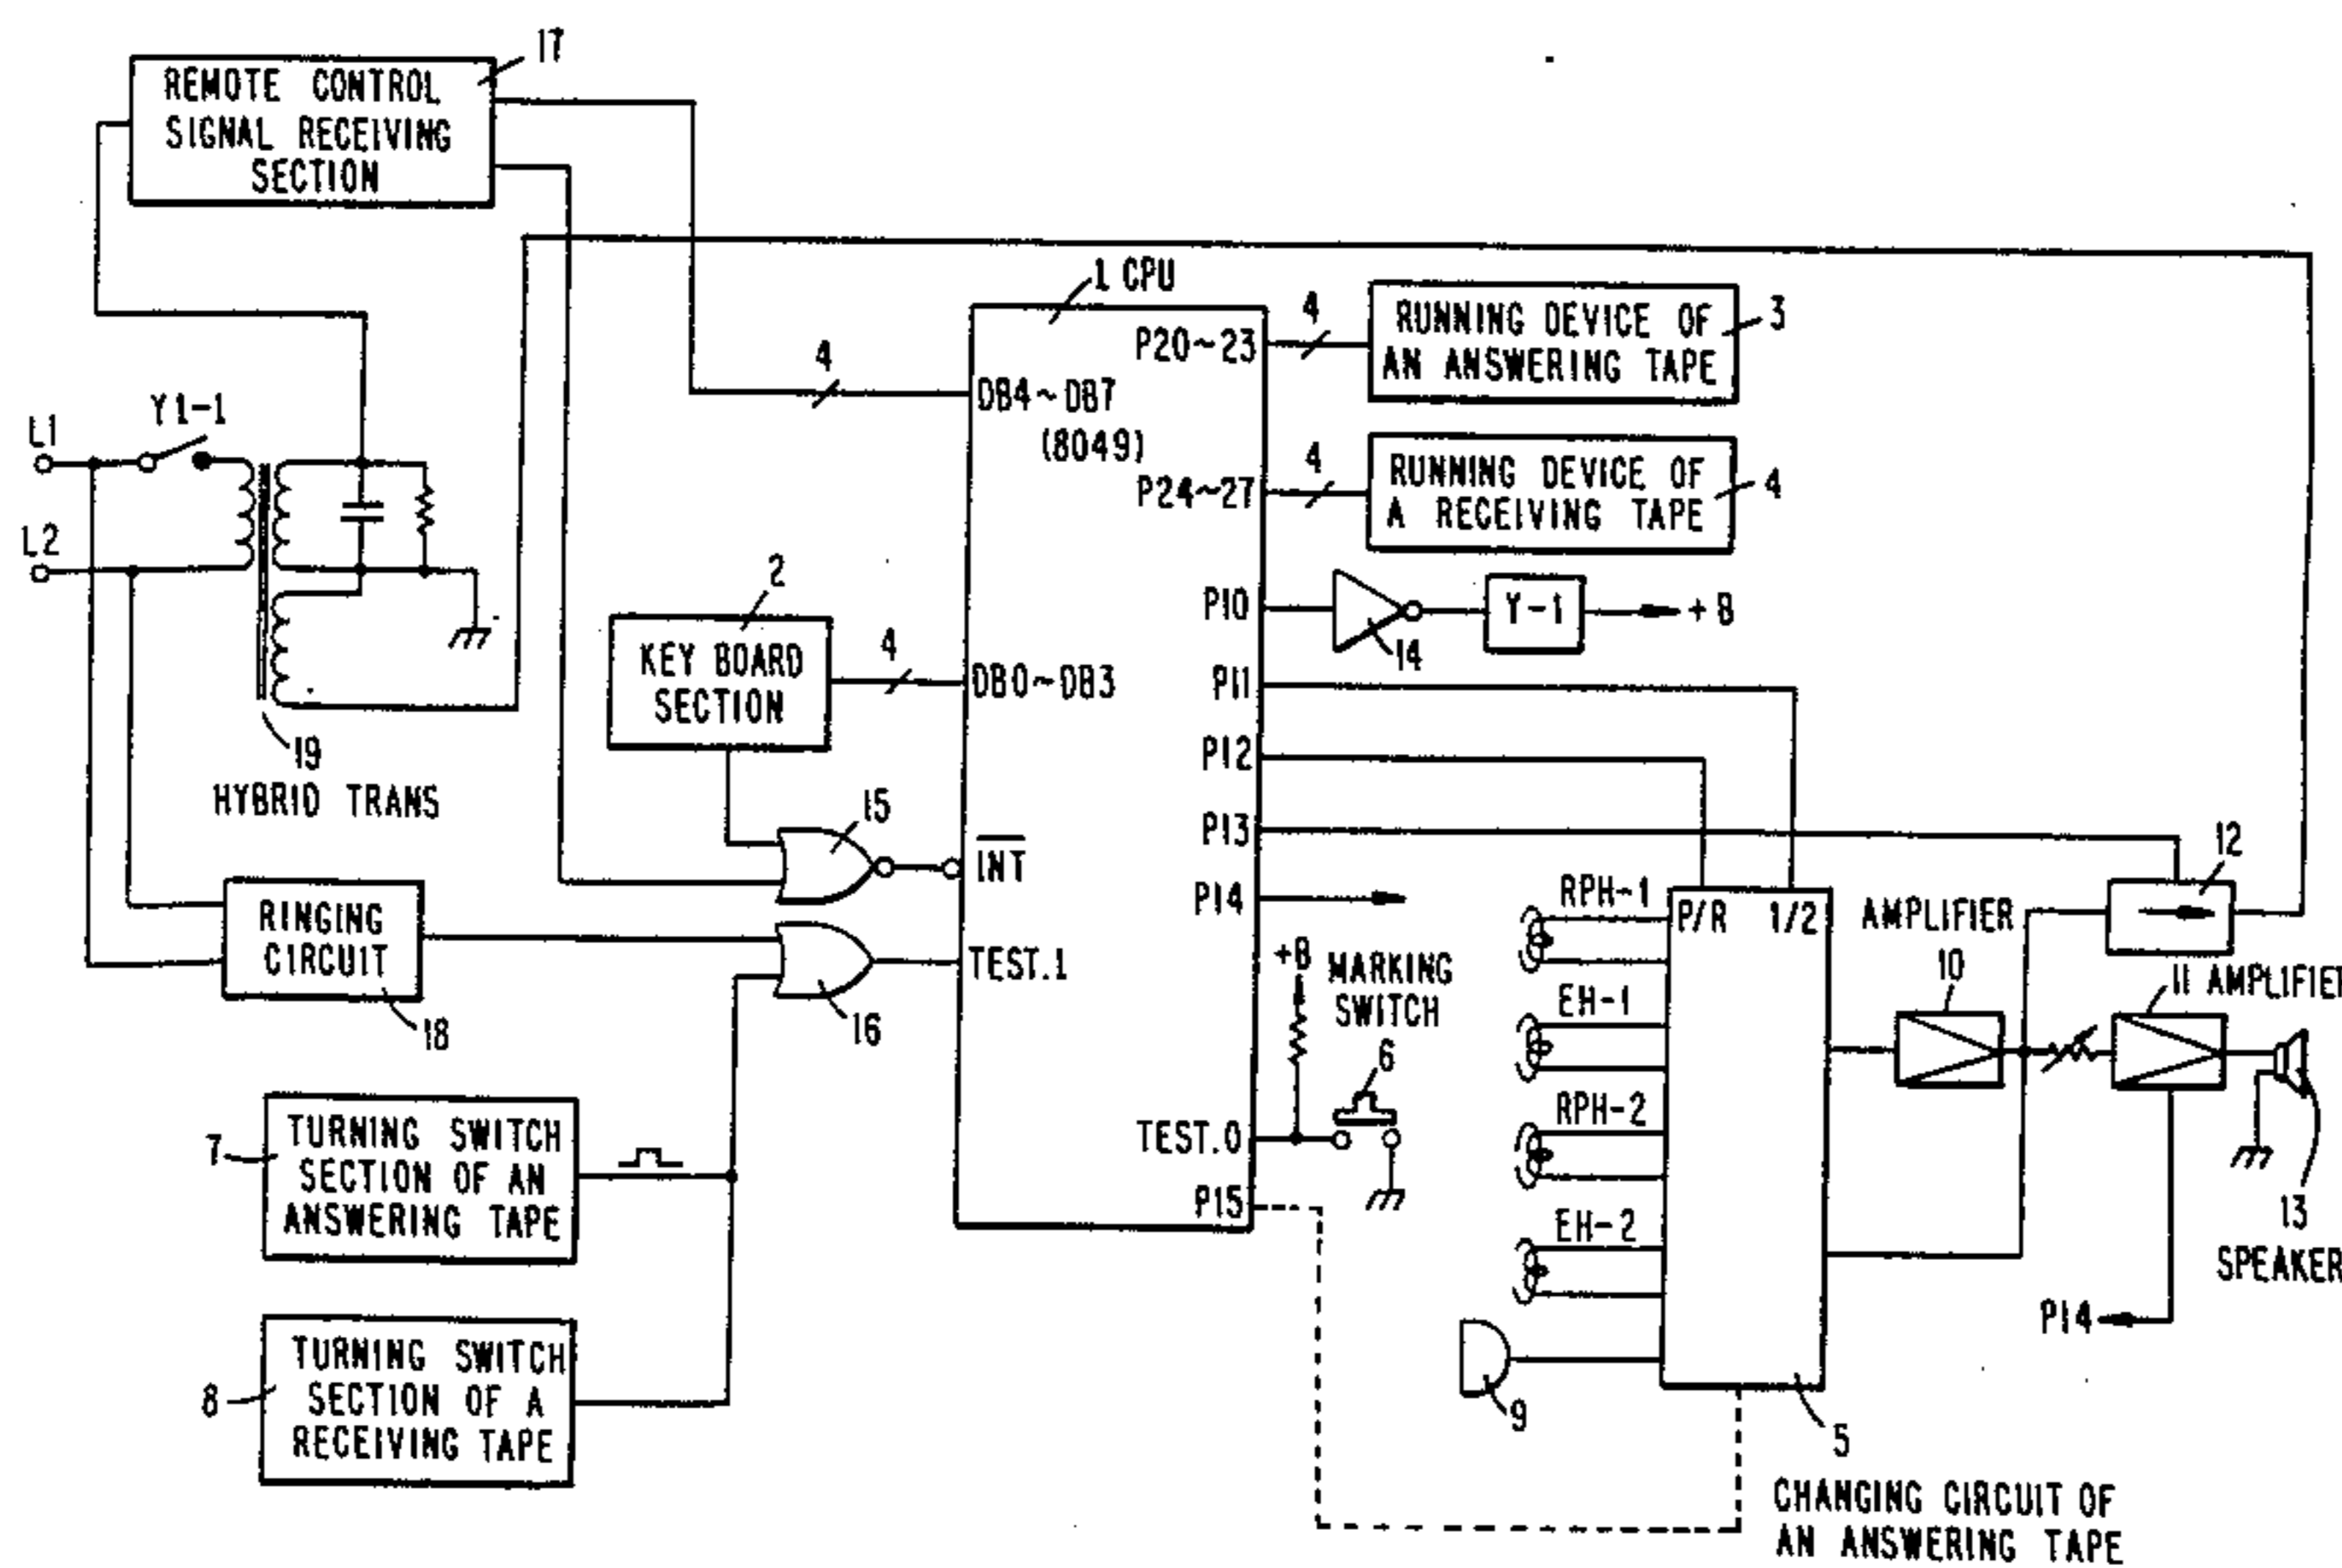 17
REMOTE CONTROL
SIGNAL RECEIVING
SECTION
1 CPU
P20~23
4
RUNNING DEVICE OF
AN ANSWERING TAPE
3
4
DB4~DB7
(8049)
P24~27
4
RUNNING DEVICE OF
A RECEIVING TAPE
4
L1
Y1-1
L2
2
KEY BOARD
SECTION
4
DB0~DB3
P10
14
Y-1
+B
P11
P12
P13
P14
19
HYBRID TRANS
15
INT
RINGING
CIRCUIT
18
16
TEST.1
+B
MARKING
SWITCH
6
TEST.0
P15
7
TURNING SWITCH
SECTION OF AN
ANSWERING TAPE
8
TURNING SWITCH
SECTION OF A
RECEIVING TAPE
RPH-1
EH-1
RPH-2
EH-2
9
P/R
1/2
5
CHANGING CIRCUIT OF
AN ANSWERING TAPE
AMPLIFIER
10
12
11 AMPLIFIER
13
SPEAKER
P14